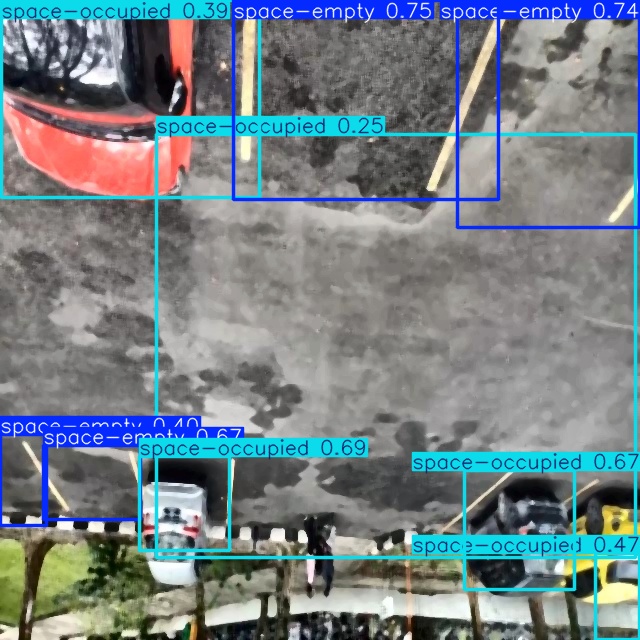 space-occupied 0.39
space-empty 0.75
space-empty 0.74
space-occupied 0.25
space-empty 0.40
space-empty 0.67
space-occupied 0.69
space-occupied 0.67
space-occupied 0.47